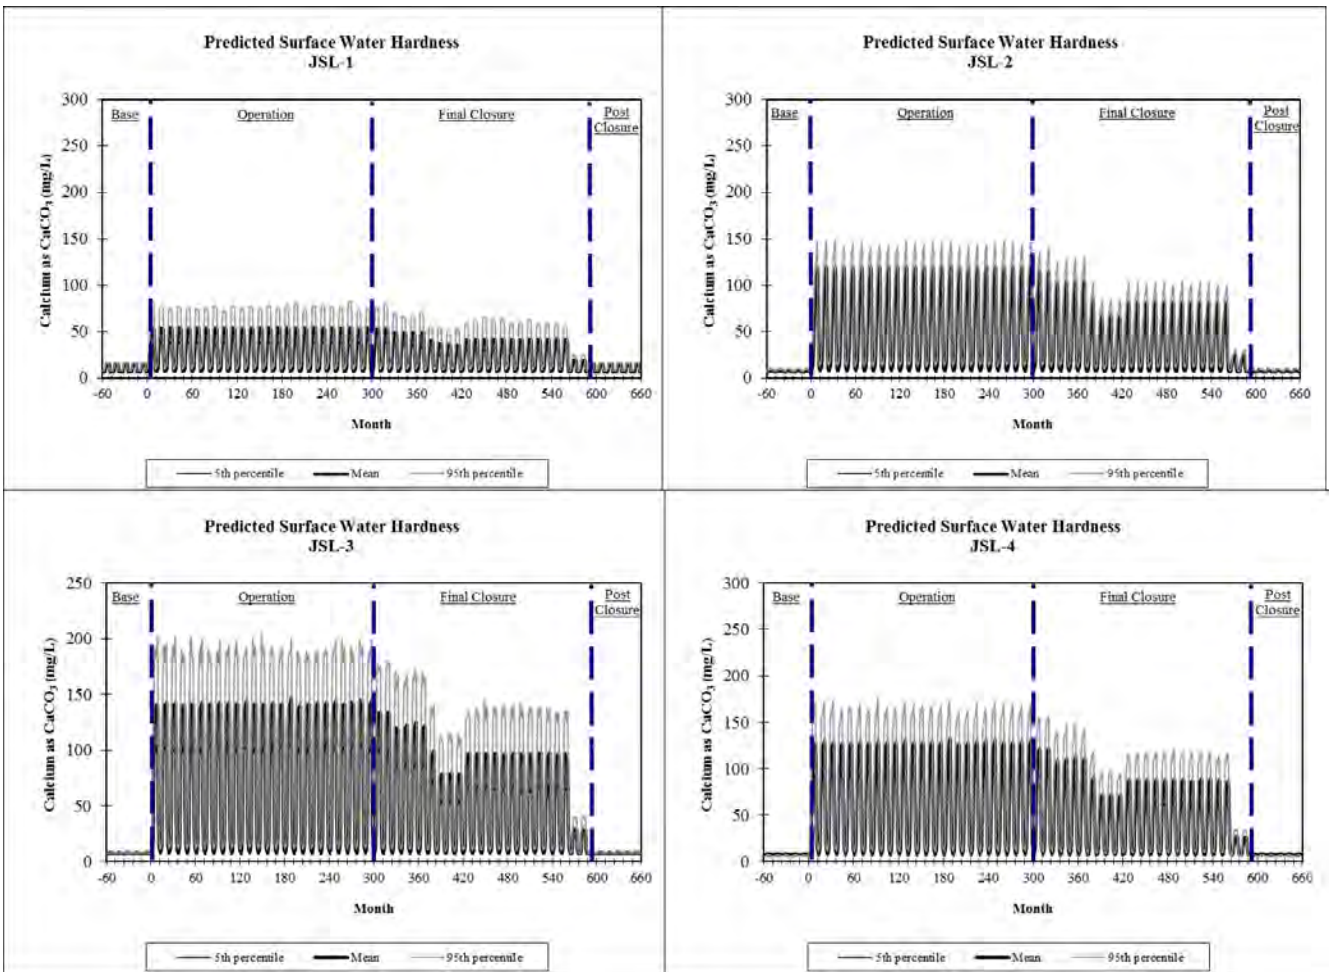 Predicted Surface Water Hardness
JSL-1
Calcium as CaCO3 (mg/L)
300
250
200
150
100
50
0
Base
Operation
Final Closure
Post
Closure
-60 0 60 120 180 240 300 360 420 480 540 600 660
Month
5th percentile Mean 95th percentile
Predicted Surface Water Hardness
JSL-2
Calcium as CaCO3 (mg/L)
300
250
200
150
100
50
0
Base
Operation
Final Closure
Post
Closure
-60 0 60 120 180 240 300 360 420 480 540 600 660
Month
5th percentile Mean 95th percentile
Predicted Surface Water Hardness
JSL-3
Calcium as CaCO3 (mg/L)
250
200
150
100
50
0
Base
Operation
Final Closure
Post
Closure
-60 0 60 120 180 240 300 360 420 480 540 600 660
Month
5th percentile Mean 95th percentile
Predicted Surface Water Hardness
JSL-4
Calcium as CaCO3 (mg/L)
300
250
200
150
100
50
0
Base
Operation
Final Closure
Post
Closure
-60 0 60 120 180 240 300 360 420 480 540 600 660
Month
5th percentile Mean 95th percentile